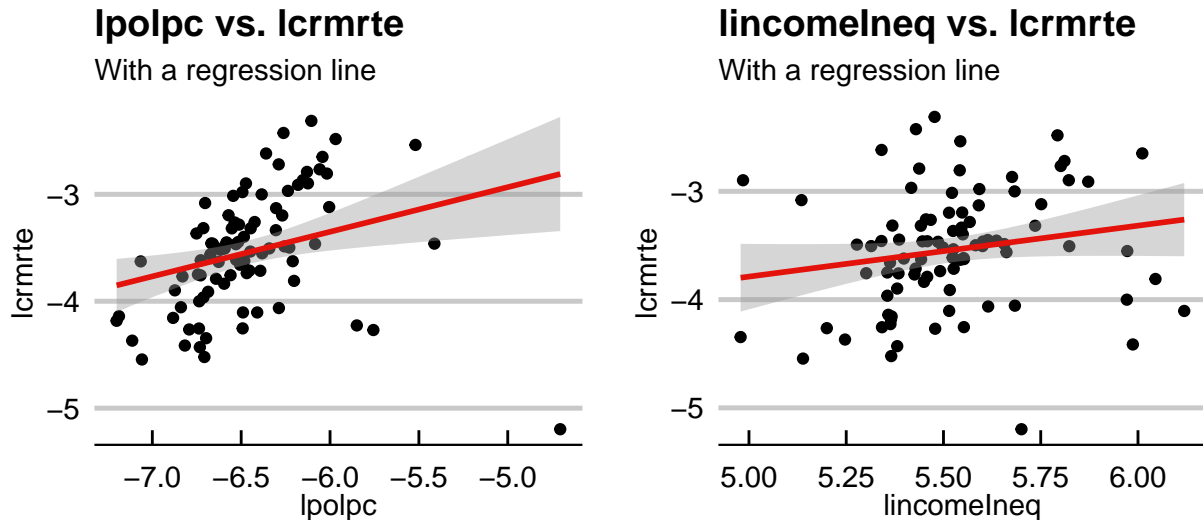 lpolpc vs. lcrmrte
With a regression line
lcrmrte
−3
−4
−5
−7.0 −6.5 −6.0 −5.5 −5.0
lpolpc
lincomeIneq vs. lcrmrte
With a regression line
lcrmrte
−3
−4
−5
5.00 5.25 5.50 5.75 6.00
lincomeIneq